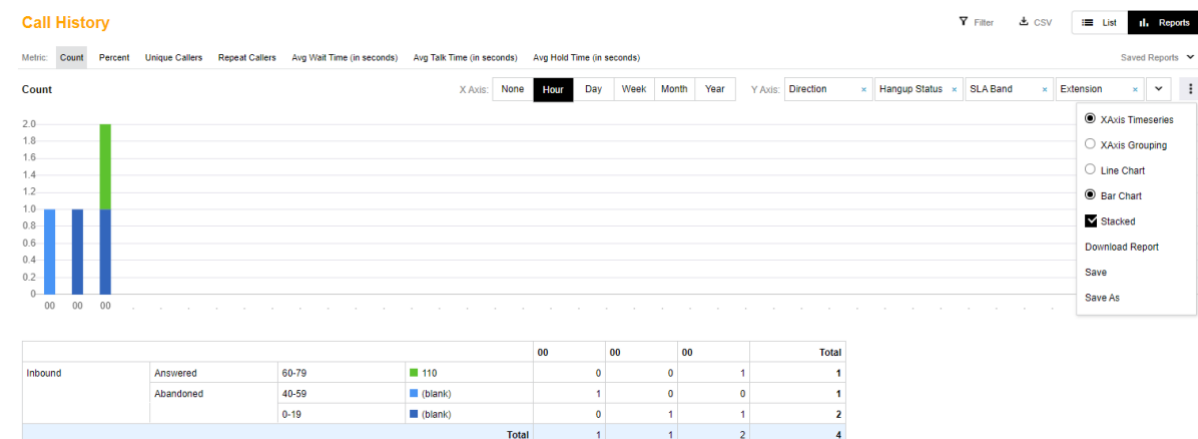 Call History
Filter
CSV
List
Reports
Metric: Count Percent Unique Callers Repeat Callers Avg Wait Time (in seconds) Avg Talk Time (in seconds) Avg Hold Time (in seconds)
Saved Reports
Count
X Axis: None Hour Day Week Month Year
Y Axis: Direction × Hangup Status × SLA Band × Extension ×
XAxis Timeseries
XAxis Grouping
Line Chart
Bar Chart
Stacked
Download Report
Save
Save As
2.0
1.8
1.6
1.4
1.2
1.0
0.8
0.6
0.4
0.2
0
00 00 00
00 00 00 Total
Inbound Answered 60-79 110 0 0 1 1
Abandoned 40-59 (blank) 1 0 0 1
0-19 (blank) 0 1 1 2
Total 1 1 2 4